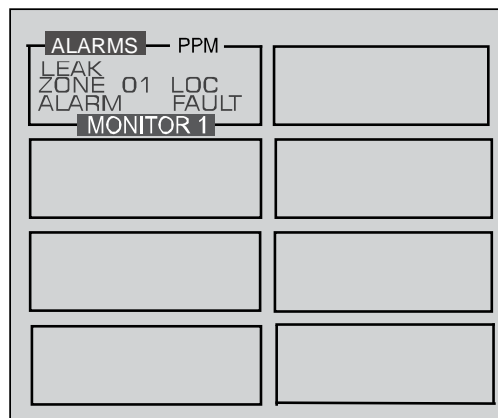 ALARMS PPM
LEAK
ZONE 01 LOC
ALARM FAULT
MONITOR 1